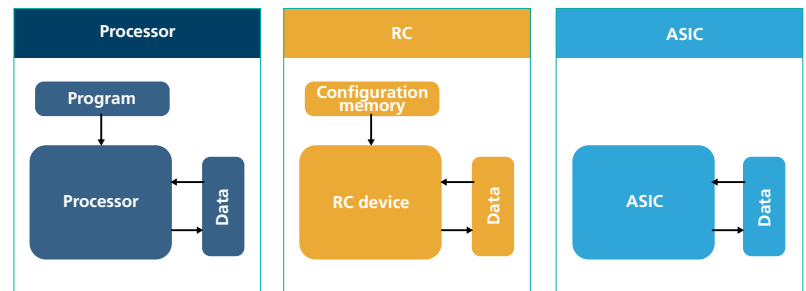 Processor
RC
ASIC
Program
Processor
Data
Configuration
memory
RC device
Data
ASIC
Data